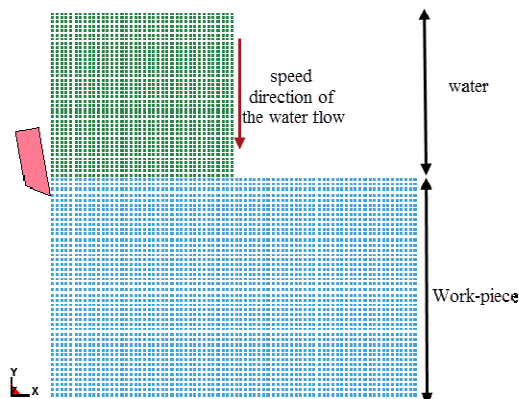 speed
direction of
the water flow
water
Work-piece
Y
X